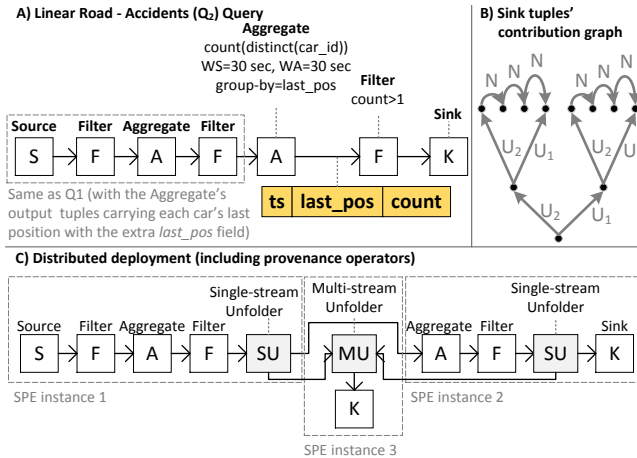 A) Linear Road - Accidents (Q₂) Query
Aggregate
count(distinct(car_id))
WS=30 sec, WA=30 sec
group-by=last_pos
Filter
count>1
Source Filter Aggregate Filter
Sink
S F A F A F K
ts last_pos count
Same as Q1 (with the Aggregate's
output tuples carrying each car's last
position with the extra last_pos field)
B) Sink tuples'
contribution graph
N N N N N N
U₂ U₁ U₂ U₁
U₂ U₁
C) Distributed deployment (including provenance operators)
Single-stream
Unfolder
Multi-stream
Unfolder
Single-stream
Unfolder
Source Filter Aggregate Filter
Aggregate Filter Sink
S F A F SU MU A F SU K
K
SPE instance 1
SPE instance 2
SPE instance 3